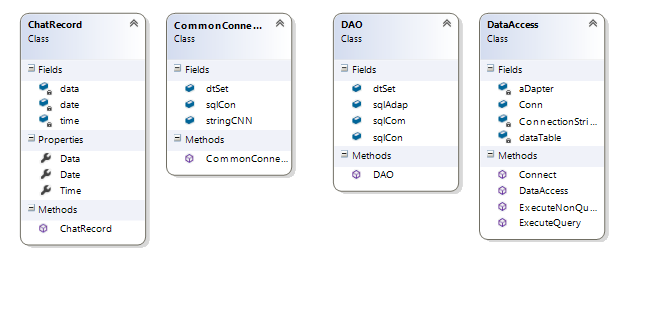 ChatRecord
Class
Fields
data
date
time
Properties
Data
Date
Time
Methods
ChatRecord
CommonConne...
Class
Fields
dtSet
sqlCon
stringCNN
Methods
CommonConne...
DAO
Class
Fields
dtSet
sqlAdap
sqlCom
sqlCon
Methods
DAO
DataAccess
Class
Fields
aDapter
Conn
ConnectionStri...
dataTable
Methods
Connect
DataAccess
ExecuteNonQu...
ExecuteQuery